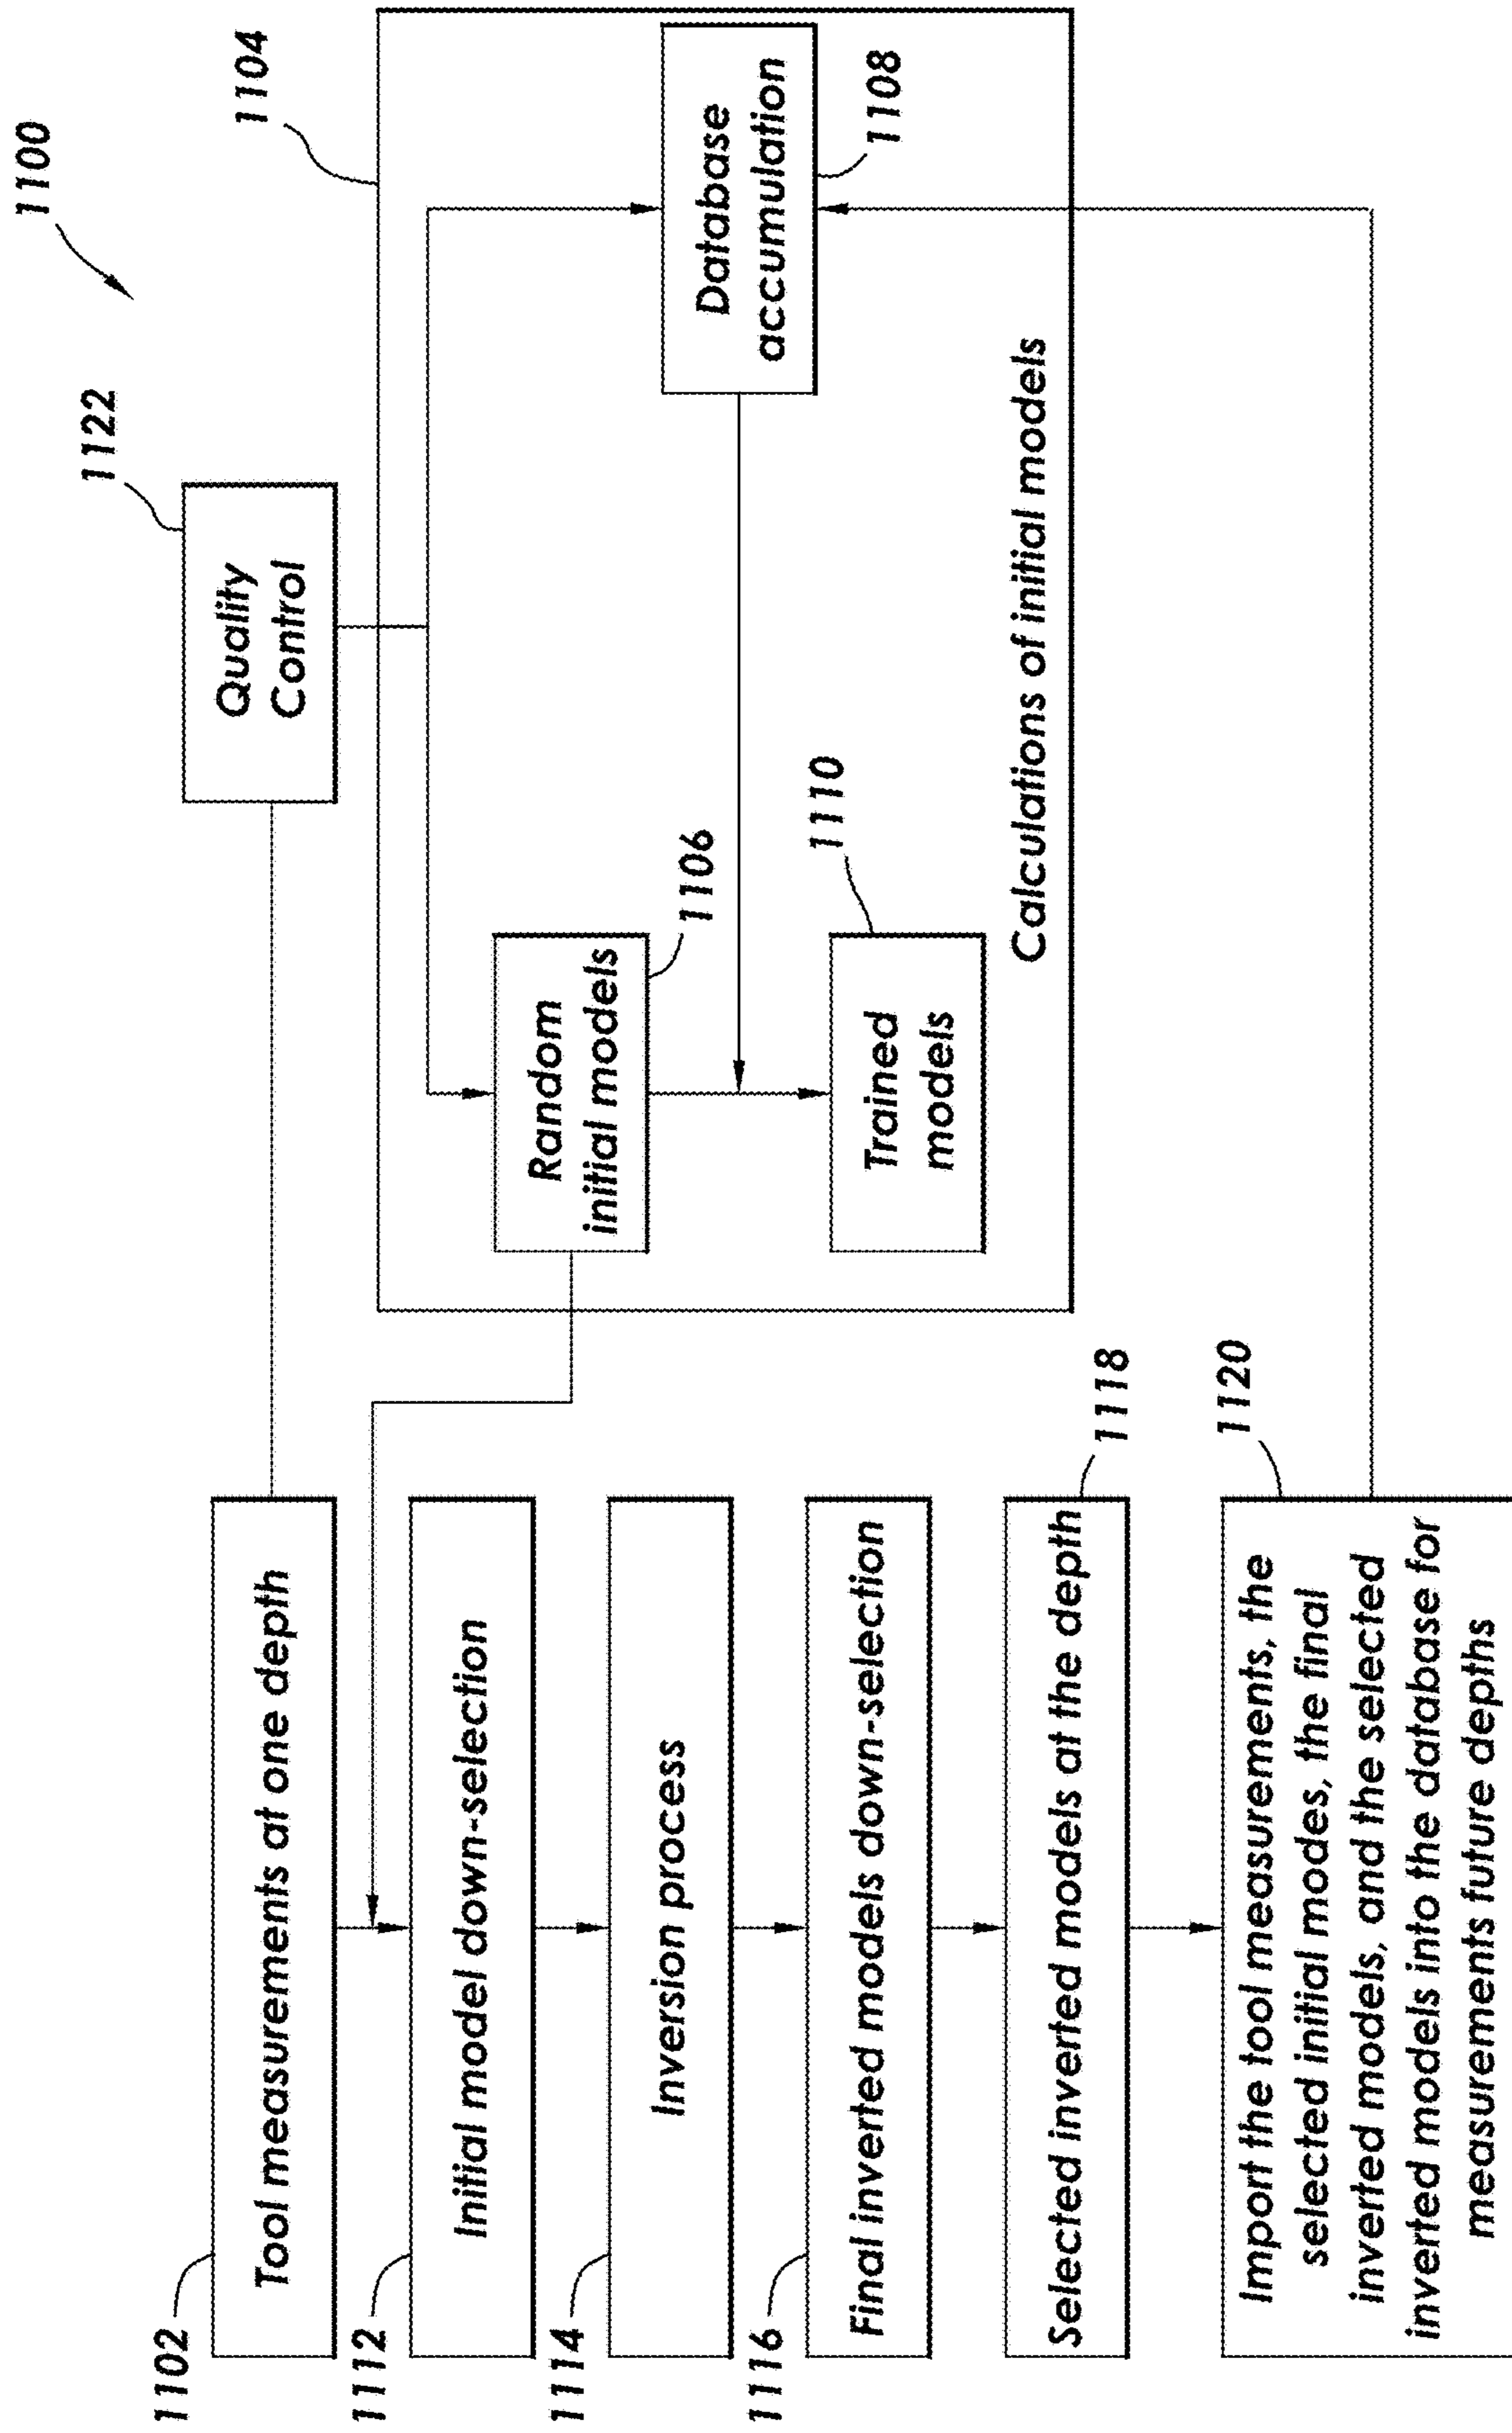 1100
1102
Tool measurements at one depth
1122
Quality
Control
1104
1112
Initial model down-selection
Random
initial models
1106
1114
Inversion process
Database
accumulation
1108
1116
Final inverted models down-selection
Trained
models
1110
Calculations of initial models
Selected inverted models at the depth
1118
1120
Import the tool measurements, the
selected initial modes, the final
inverted models, and the selected
inverted models into the database for
measurements future depths